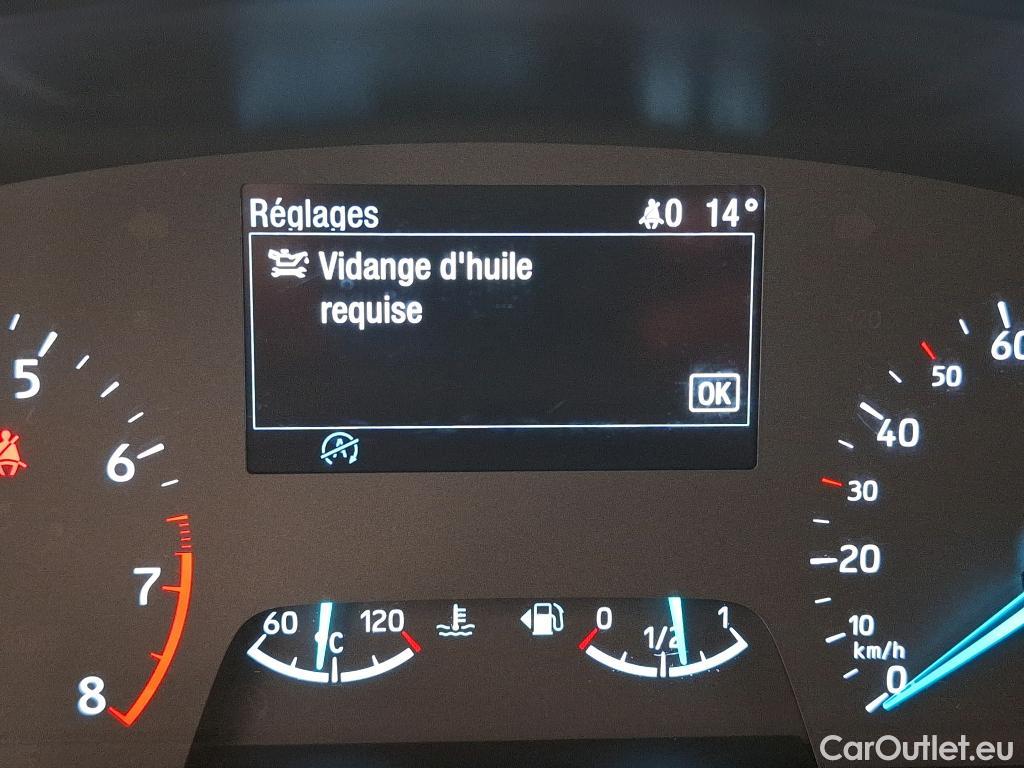 Réglages 0 14°
Vidange d'huile
requise
OK
A
5
6
7
8
60 120
°C
0 1/2 1
60
50
40
30
20
10
km/h
0
CarOutlet.eu